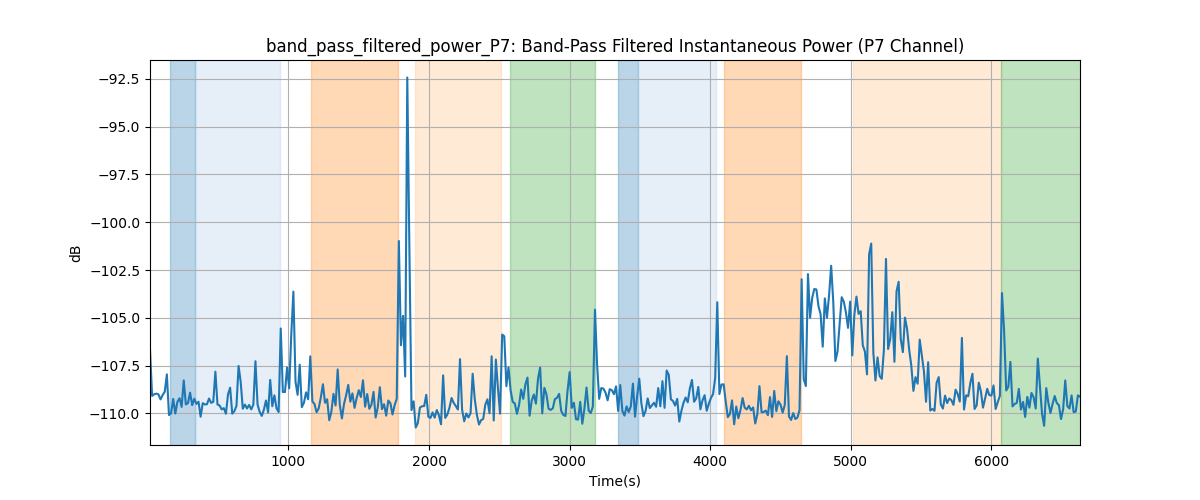 band_pass_filtered_power_P7: Band-Pass Filtered Instantaneous Power (P7 Channel)
dB
−92.5
−95.0
−97.5
−100.0
−102.5
−105.0
−107.5
−110.0
1000 2000 3000 4000 5000 6000
Time(s)